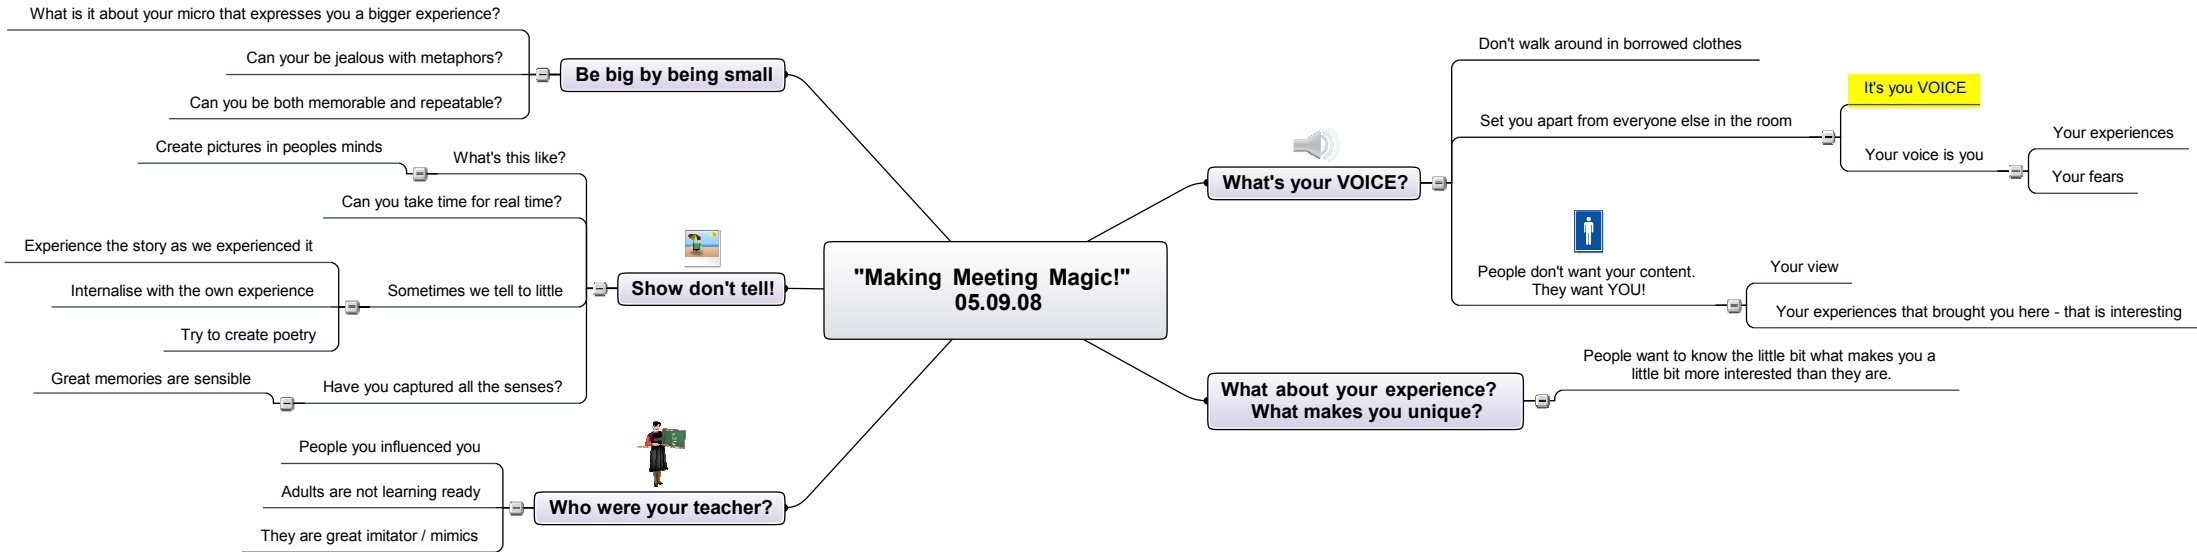 "Making Meeting Magic!"
05.09.08
What's your VOICE?
Don't walk around in borrowed clothes
Set you apart from everyone else in the room
It's you VOICE
Your voice is you
Your experiences
Your fears
People don't want your content.
They want YOU!
Your view
Your experiences that brought you here - that is interesting
What about your experience?
What makes you unique?
People want to know the little bit what makes you a
little bit more interested than they are.
Be big by being small
What is it about your micro that expresses you a bigger experience?
Can your be jealous with metaphors?
Can you be both memorable and repeatable?
Show don't tell!
What's this like?
Create pictures in peoples minds
Can you take time for real time?
Sometimes we tell to little
Experience the story as we experienced it
Internalise with the own experience
Try to create poetry
Have you captured all the senses?
Great memories are sensible
Who were your teacher?
People you influenced you
Adults are not learning ready
They are great imitator / mimics